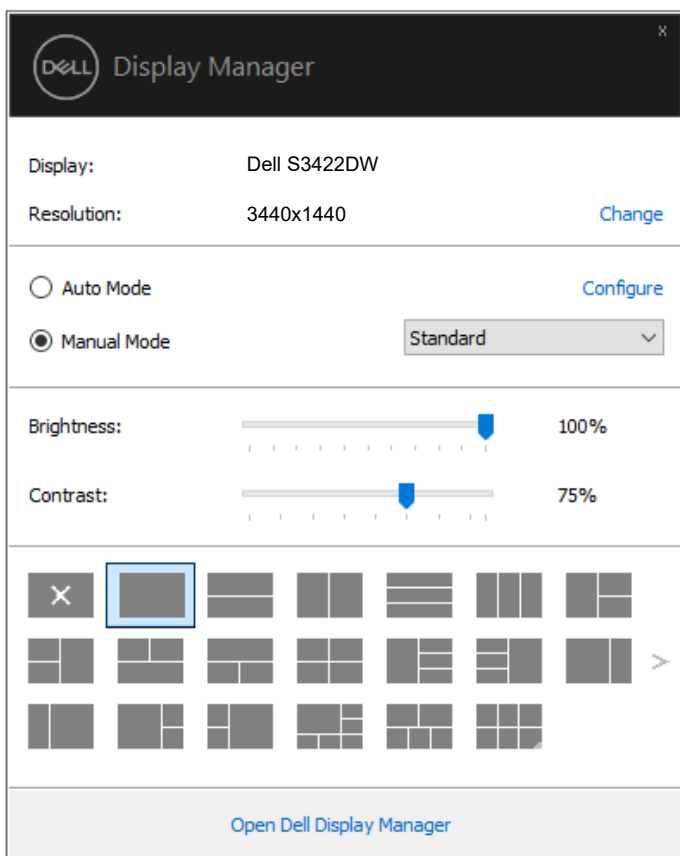 DELL Display Manager
x
Display: Dell S3422DW
Resolution: 3440x1440 Change
Auto Mode Configure
Manual Mode Standard
Brightness: 100%
Contrast: 75%
Open Dell Display Manager